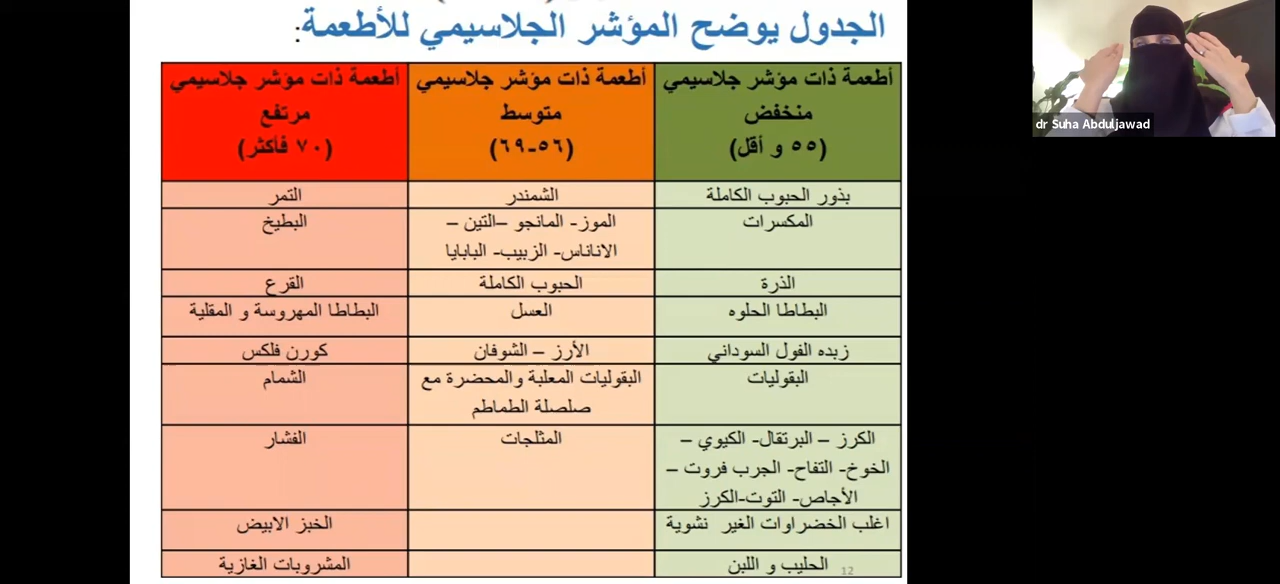 الجدول يوضح المؤشر الجلاسيمي للأطعمة:
أطعمة ذات مؤشر جلاسيمي
منخفض
(٥٥ و أقل)
أطعمة ذات مؤشر جلاسيمي
متوسط
(٥٦-٦٩)
أطعمة ذات مؤشر جلاسيمي
مرتفع
(٧٠ فأكثر)
بذور الحبوب الكاملة
الشمندر
التمر
المكسرات
الموز- المانجو –التين –
الاناناس- الزبيب- البابايا
البطيخ
الذرة
الحبوب الكاملة
القرع
البطاطا الحلوه
العسل
البطاطا المهروسة و المقلية
زبده الفول السوداني
الأرز – الشوفان
كورن فلكس
البقوليات
البقوليات المعلبة والمحضرة مع
صلصلة الطماطم
الشمام
الكرز – البرتقال- الكيوي –
الخوخ- التفاح- الجرب فروت –
الأجاص- التوت-الكرز
المثلجات
الفشار
اغلب الخضراوات الغير نشوية
الخبز الابيض
الحليب و اللبن
المشروبات الغازية
12
dr Suha Abduljawad